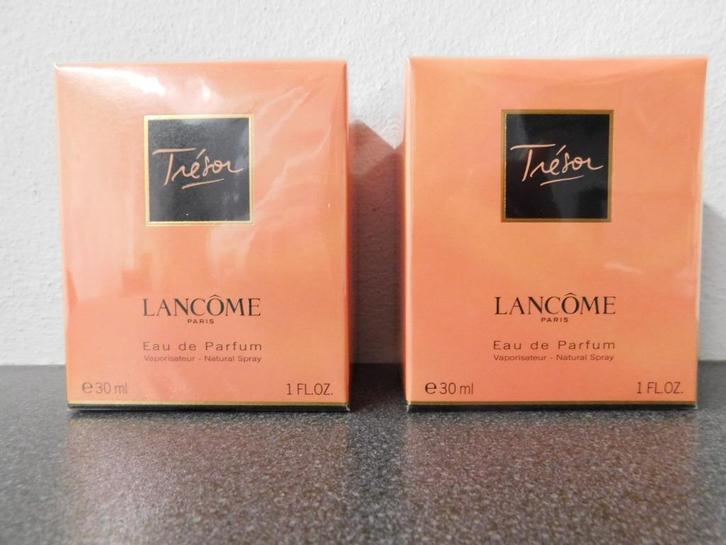 Trésor
LANCÔME
PARIS
Eau de Parfum
Vaporisateur - Natural Spray
℮ 30 ml 1 FL.OZ.
Trésor
LANCÔME
PARIS
Eau de Parfum
Vaporisateur - Natural Spray
℮ 30 ml 1 FL.OZ.